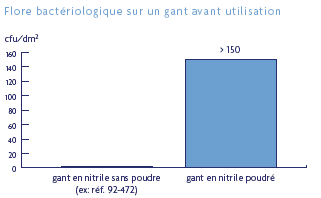 Flore bactériologique sur un gant avant utilisation
cfu/dm²
160
140
120
100
80
60
40
20
0
> 150
gant en nitrile sans poudre
(ex: réf. 92-472)
gant en nitrile poudré